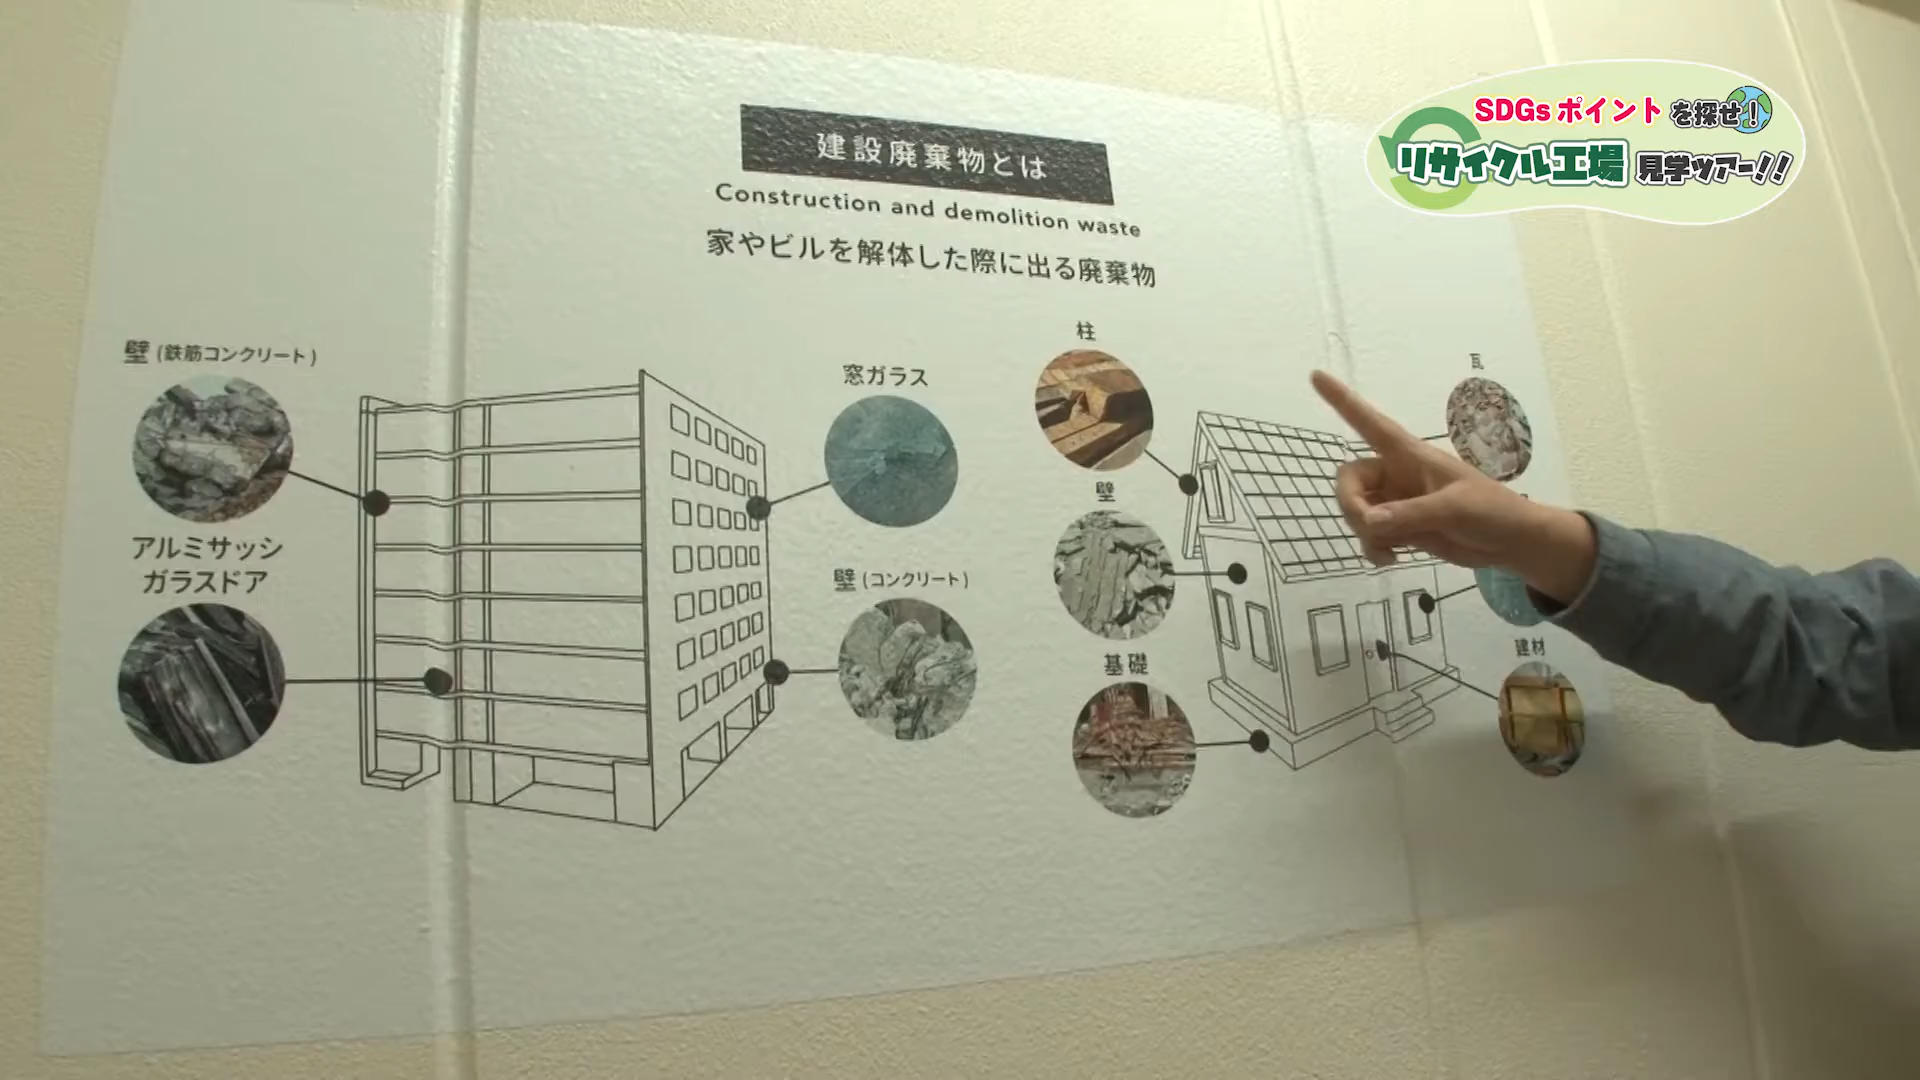 SDGsポイントを探せ！
リサイクル工場見学ツアー！！
建設廃棄物とは
Construction and demolition waste
家やビルを解体した際に出る廃棄物
壁(鉄筋コンクリート)
アルミサッシ
ガラスドア
窓ガラス
壁(コンクリート)
柱
壁
基礎
瓦
建材